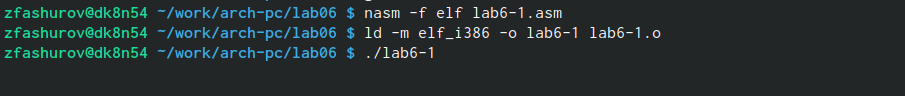 zfashurov@dk8n54 ~/work/arch-pc/lab06 $ nasm -f elf lab6-1.asm
zfashurov@dk8n54 ~/work/arch-pc/lab06 $ ld -m elf_i386 -o lab6-1 lab6-1.o
zfashurov@dk8n54 ~/work/arch-pc/lab06 $ ./lab6-1